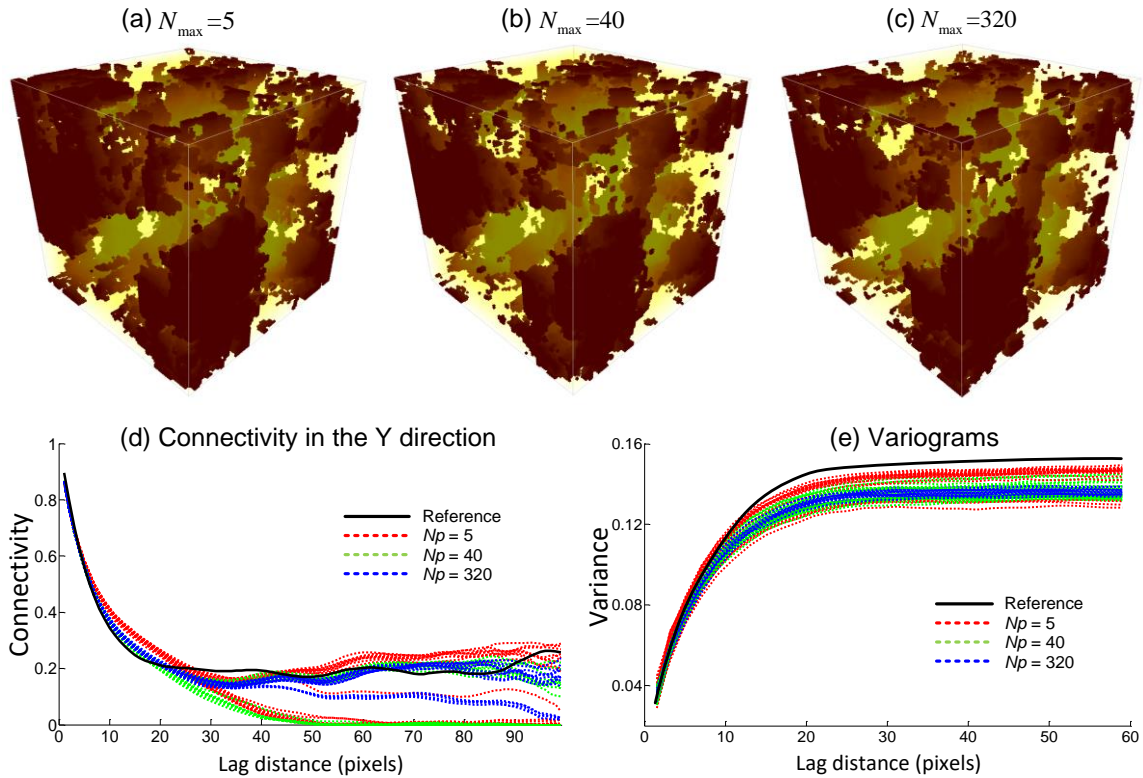 (a) N_max =5
(b) N_max =40
(c) N_max =320
(d) Connectivity in the Y direction
1
0.8
0.6
0.4
0.2
0
Connectivity
Reference
Np = 5
Np = 40
Np = 320
0 10 20 30 40 50 60 70 80 90
Lag distance (pixels)
(e) Variograms
0.16
0.12
0.08
0.04
Variance
Reference
Np = 5
Np = 40
Np = 320
0 10 20 30 40 50 60
Lag distance (pixels)